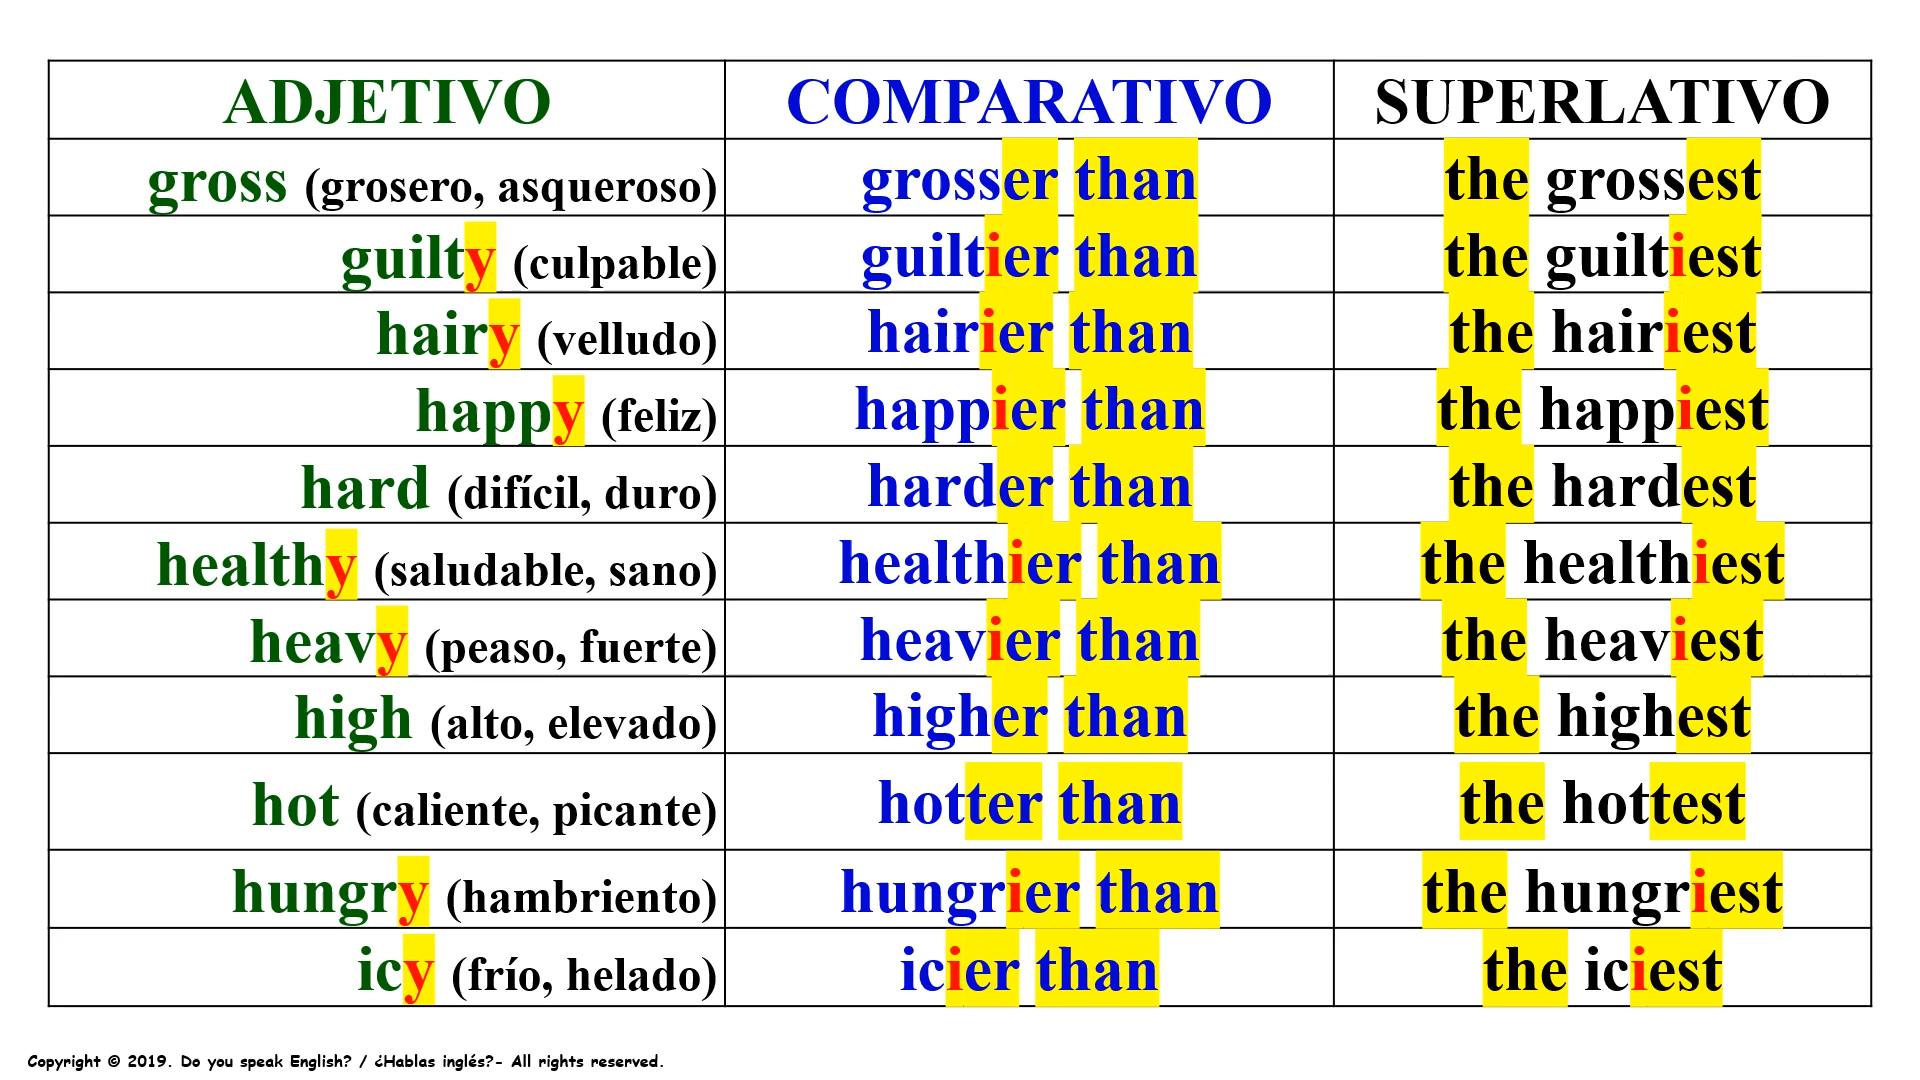 ADJETIVO COMPARATIVO SUPERLATIVO
gross (grosero, asqueroso) grosser than the grossest
guilty (culpable) guiltier than the guiltiest
hairy (velludo) hairier than the hairiest
happy (feliz) happier than the happiest
hard (difícil, duro) harder than the hardest
healthy (saludable, sano) healthier than the healthiest
heavy (peaso, fuerte) heavier than the heaviest
high (alto, elevado) higher than the highest
hot (caliente, picante) hotter than the hottest
hungry (hambriento) hungrier than the hungriest
icy (frío, helado) icier than the iciest
Copyright © 2019. Do you speak English? / ¿Hablas inglés?- All rights reserved.